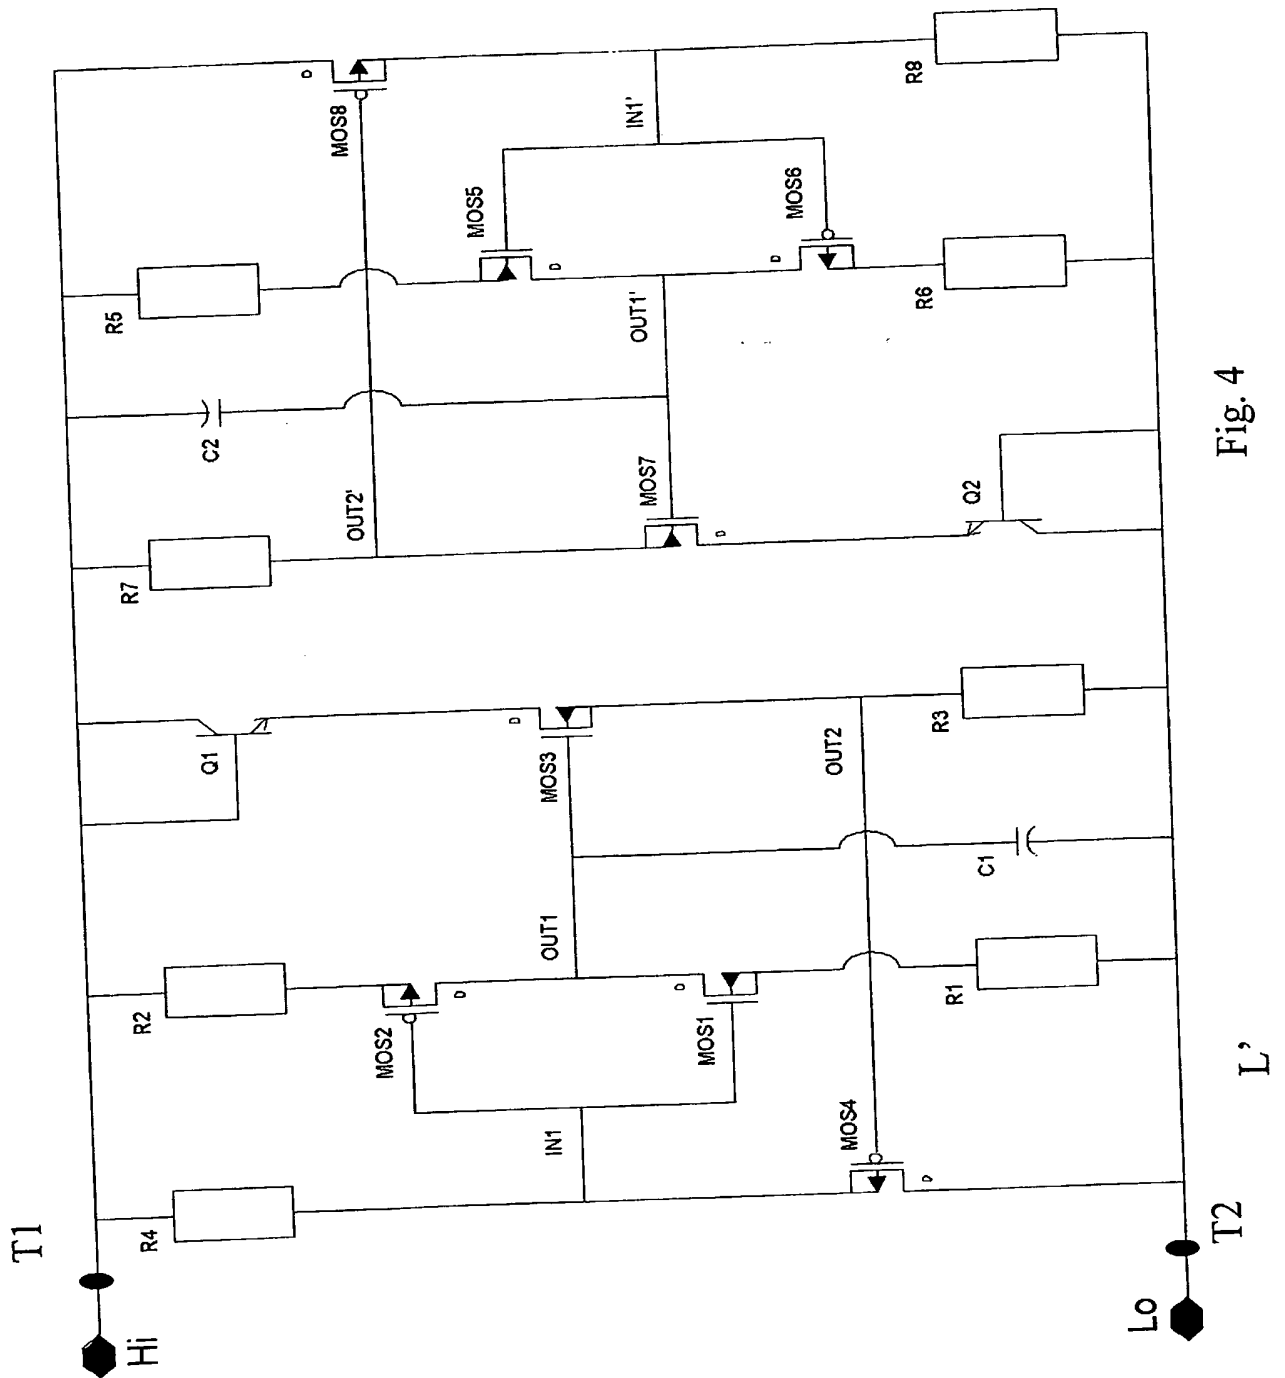 T1
Hi
R4
R2
Q1
R7
C2
R5
D
MOS8
OUT2'
MOS2
D
IN1
OUT1
MOS3
D
MOS7
D
OUT1'
MOS5
D
IN1'
MOS1
D
MOS4
D
OUT2
MOS6
D
R1
C1
R3
Q2
R6
R8
Lo
T2
L'
Fig. 4